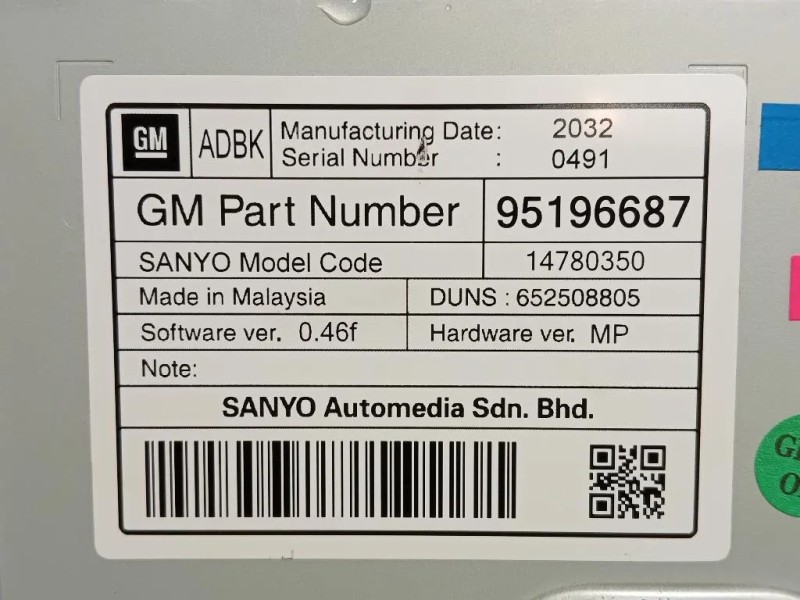 GM ADBK Manufacturing Date: 2032
Serial Number : 0491
GM Part Number 95196687
SANYO Model Code 14780350
Made in Malaysia DUNS : 652508805
Software ver. 0.46f Hardware ver. MP
Note:
SANYO Automedia Sdn. Bhd.